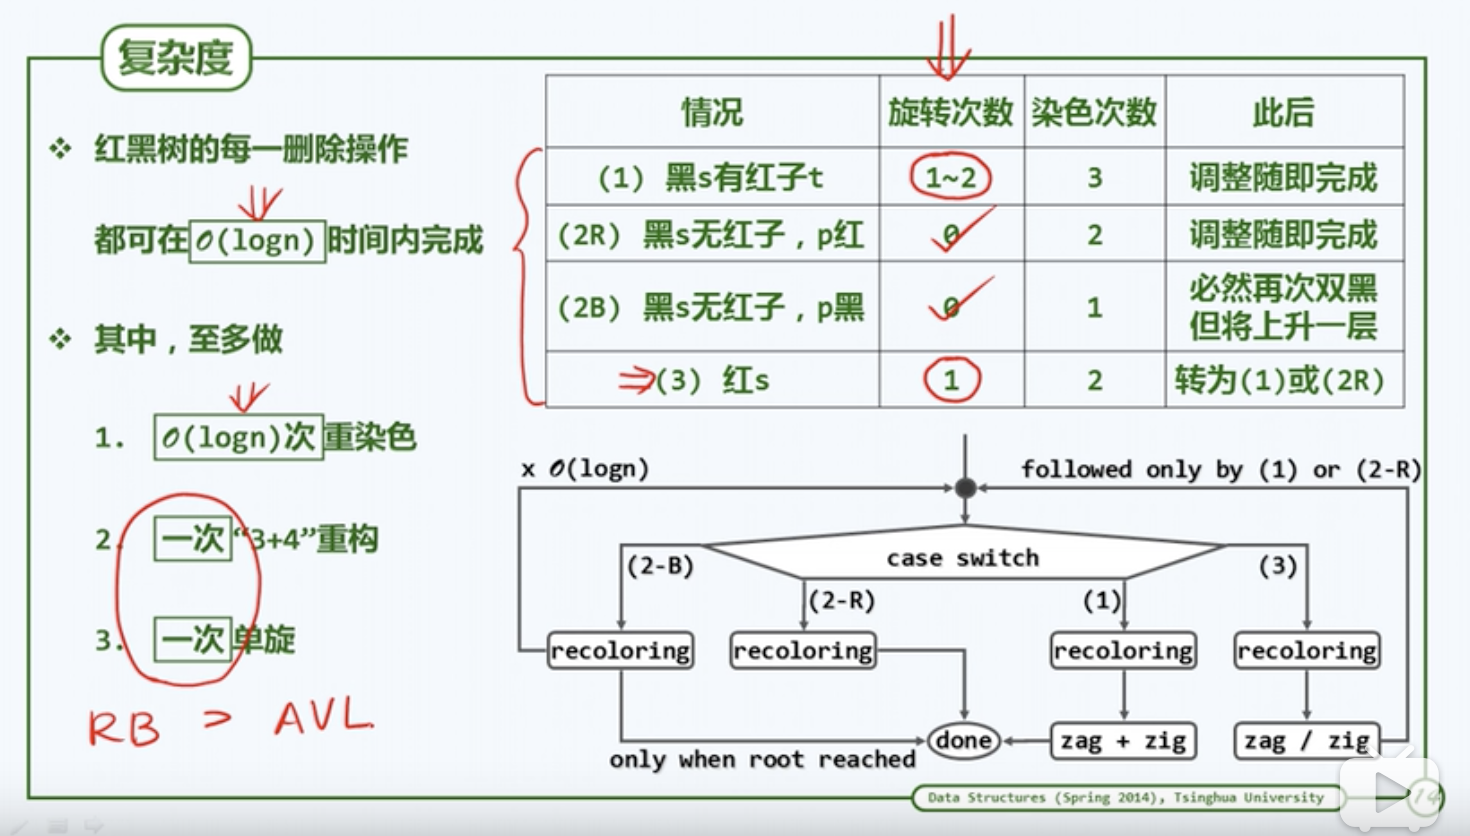 复杂度
❖ 红黑树的每一删除操作
都可在O(logn)时间内完成
❖ 其中，至多做
1. O(logn)次重染色
2. 一次“3+4”重构
3. 一次单旋
RB > AVL
情况 旋转次数 染色次数 此后
(1) 黑s有红子t 1~2 3 调整随即完成
(2R) 黑s无红子，p红 0 2 调整随即完成
(2B) 黑s无红子，p黑 0 1 必然再次双黑
但将上升一层
(3) 红s 1 2 转为(1)或(2R)
x O(logn)
followed only by (1) or (2-R)
case switch
(2-B)
(2-R)
(1)
(3)
recoloring
recoloring
recoloring
recoloring
done
zag + zig
zag / zig
only when root reached
Data Structures (Spring 2014), Tsinghua University
14